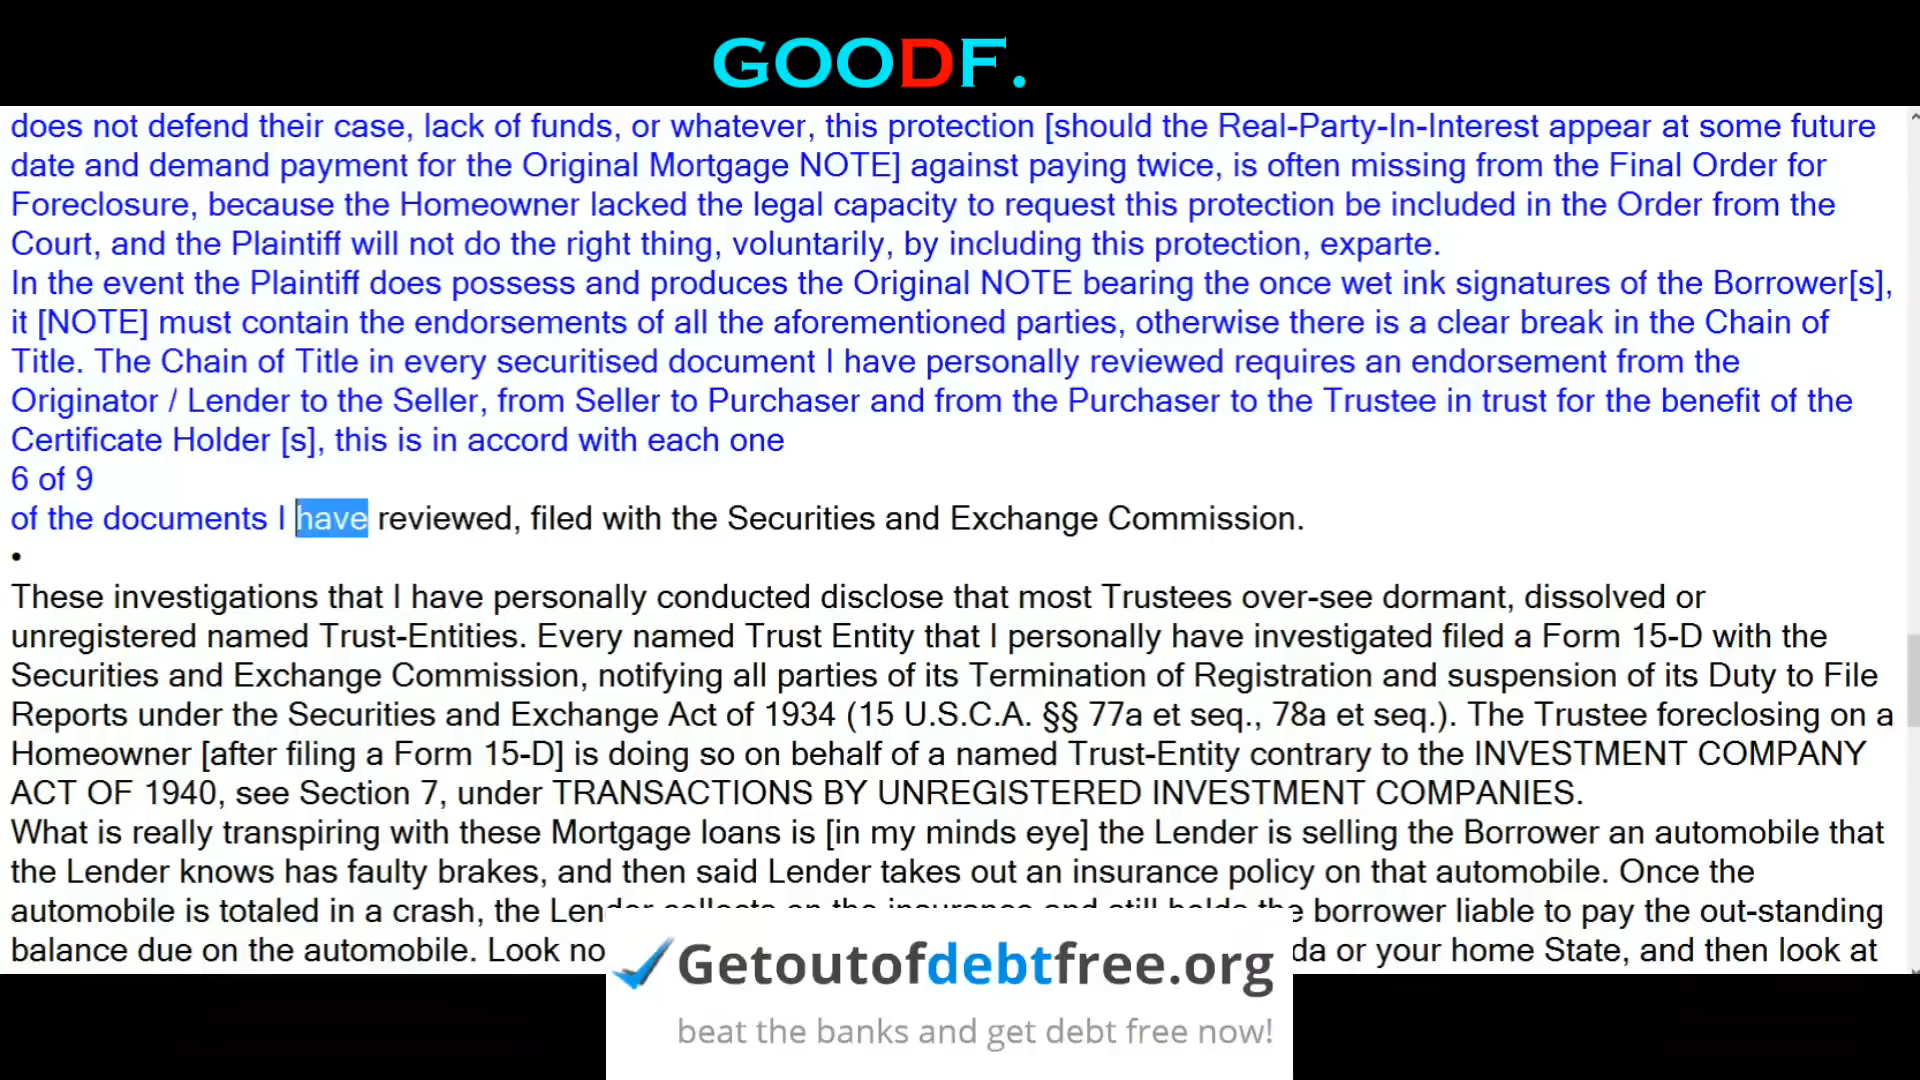 GOODF.
does not defend their case, lack of funds, or whatever, this protection [should the Real-Party-In-Interest appear at some future
date and demand payment for the Original Mortgage NOTE] against paying twice, is often missing from the Final Order for
Foreclosure, because the Homeowner lacked the legal capacity to request this protection be included in the Order from the
Court, and the Plaintiff will not do the right thing, voluntarily, by including this protection, exparte.
In the event the Plaintiff does possess and produces the Original NOTE bearing the once wet ink signatures of the Borrower[s],
it [NOTE] must contain the endorsements of all the aforementioned parties, otherwise there is a clear break in the Chain of
Title. The Chain of Title in every securitised document I have personally reviewed requires an endorsement from the
Originator / Lender to the Seller, from Seller to Purchaser and from the Purchaser to the Trustee in trust for the benefit of the
Certificate Holder [s], this is in accord with each one
6 of 9
of the documents I have reviewed, filed with the Securities and Exchange Commission.
•
These investigations that I have personally conducted disclose that most Trustees over-see dormant, dissolved or
unregistered named Trust-Entities. Every named Trust Entity that I personally have investigated filed a Form 15-D with the
Securities and Exchange Commission, notifying all parties of its Termination of Registration and suspension of its Duty to File
Reports under the Securities and Exchange Act of 1934 (15 U.S.C.A. §§ 77a et seq., 78a et seq.). The Trustee foreclosing on a
Homeowner [after filing a Form 15-D] is doing so on behalf of a named Trust-Entity contrary to the INVESTMENT COMPANY
ACT OF 1940, see Section 7, under TRANSACTIONS BY UNREGISTERED INVESTMENT COMPANIES.
What is really transpiring with these Mortgage loans is [in my minds eye] the Lender is selling the Borrower an automobile that
the Lender knows has faulty brakes, and then said Lender takes out an insurance policy on that automobile. Once the
automobile is totaled in a crash, the Lender collects on the insurance and still holds the borrower liable to pay the out-standing
balance due on the automobile. Look no da or your home State, and then look at
Getoutofdebtfree.org
beat the banks and get debt free now!